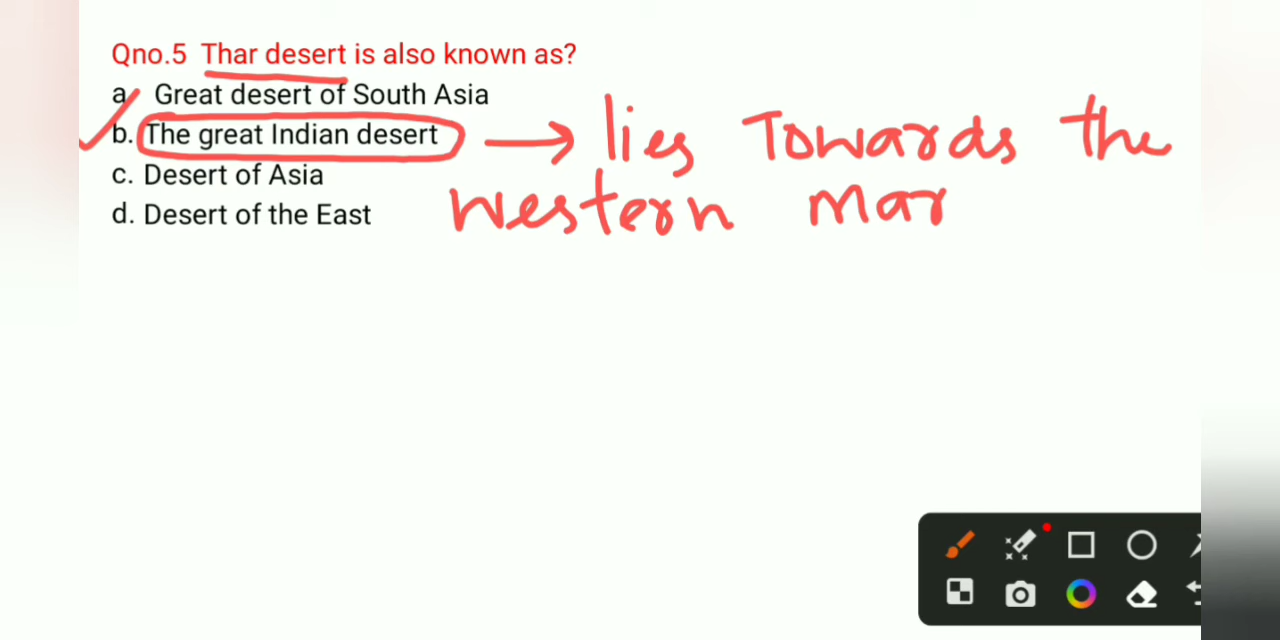 Qno.5 Thar desert is also known as?
a. Great desert of South Asia
b. The great Indian desert → lies Towards the
c. Desert of Asia
western mar
d. Desert of the East